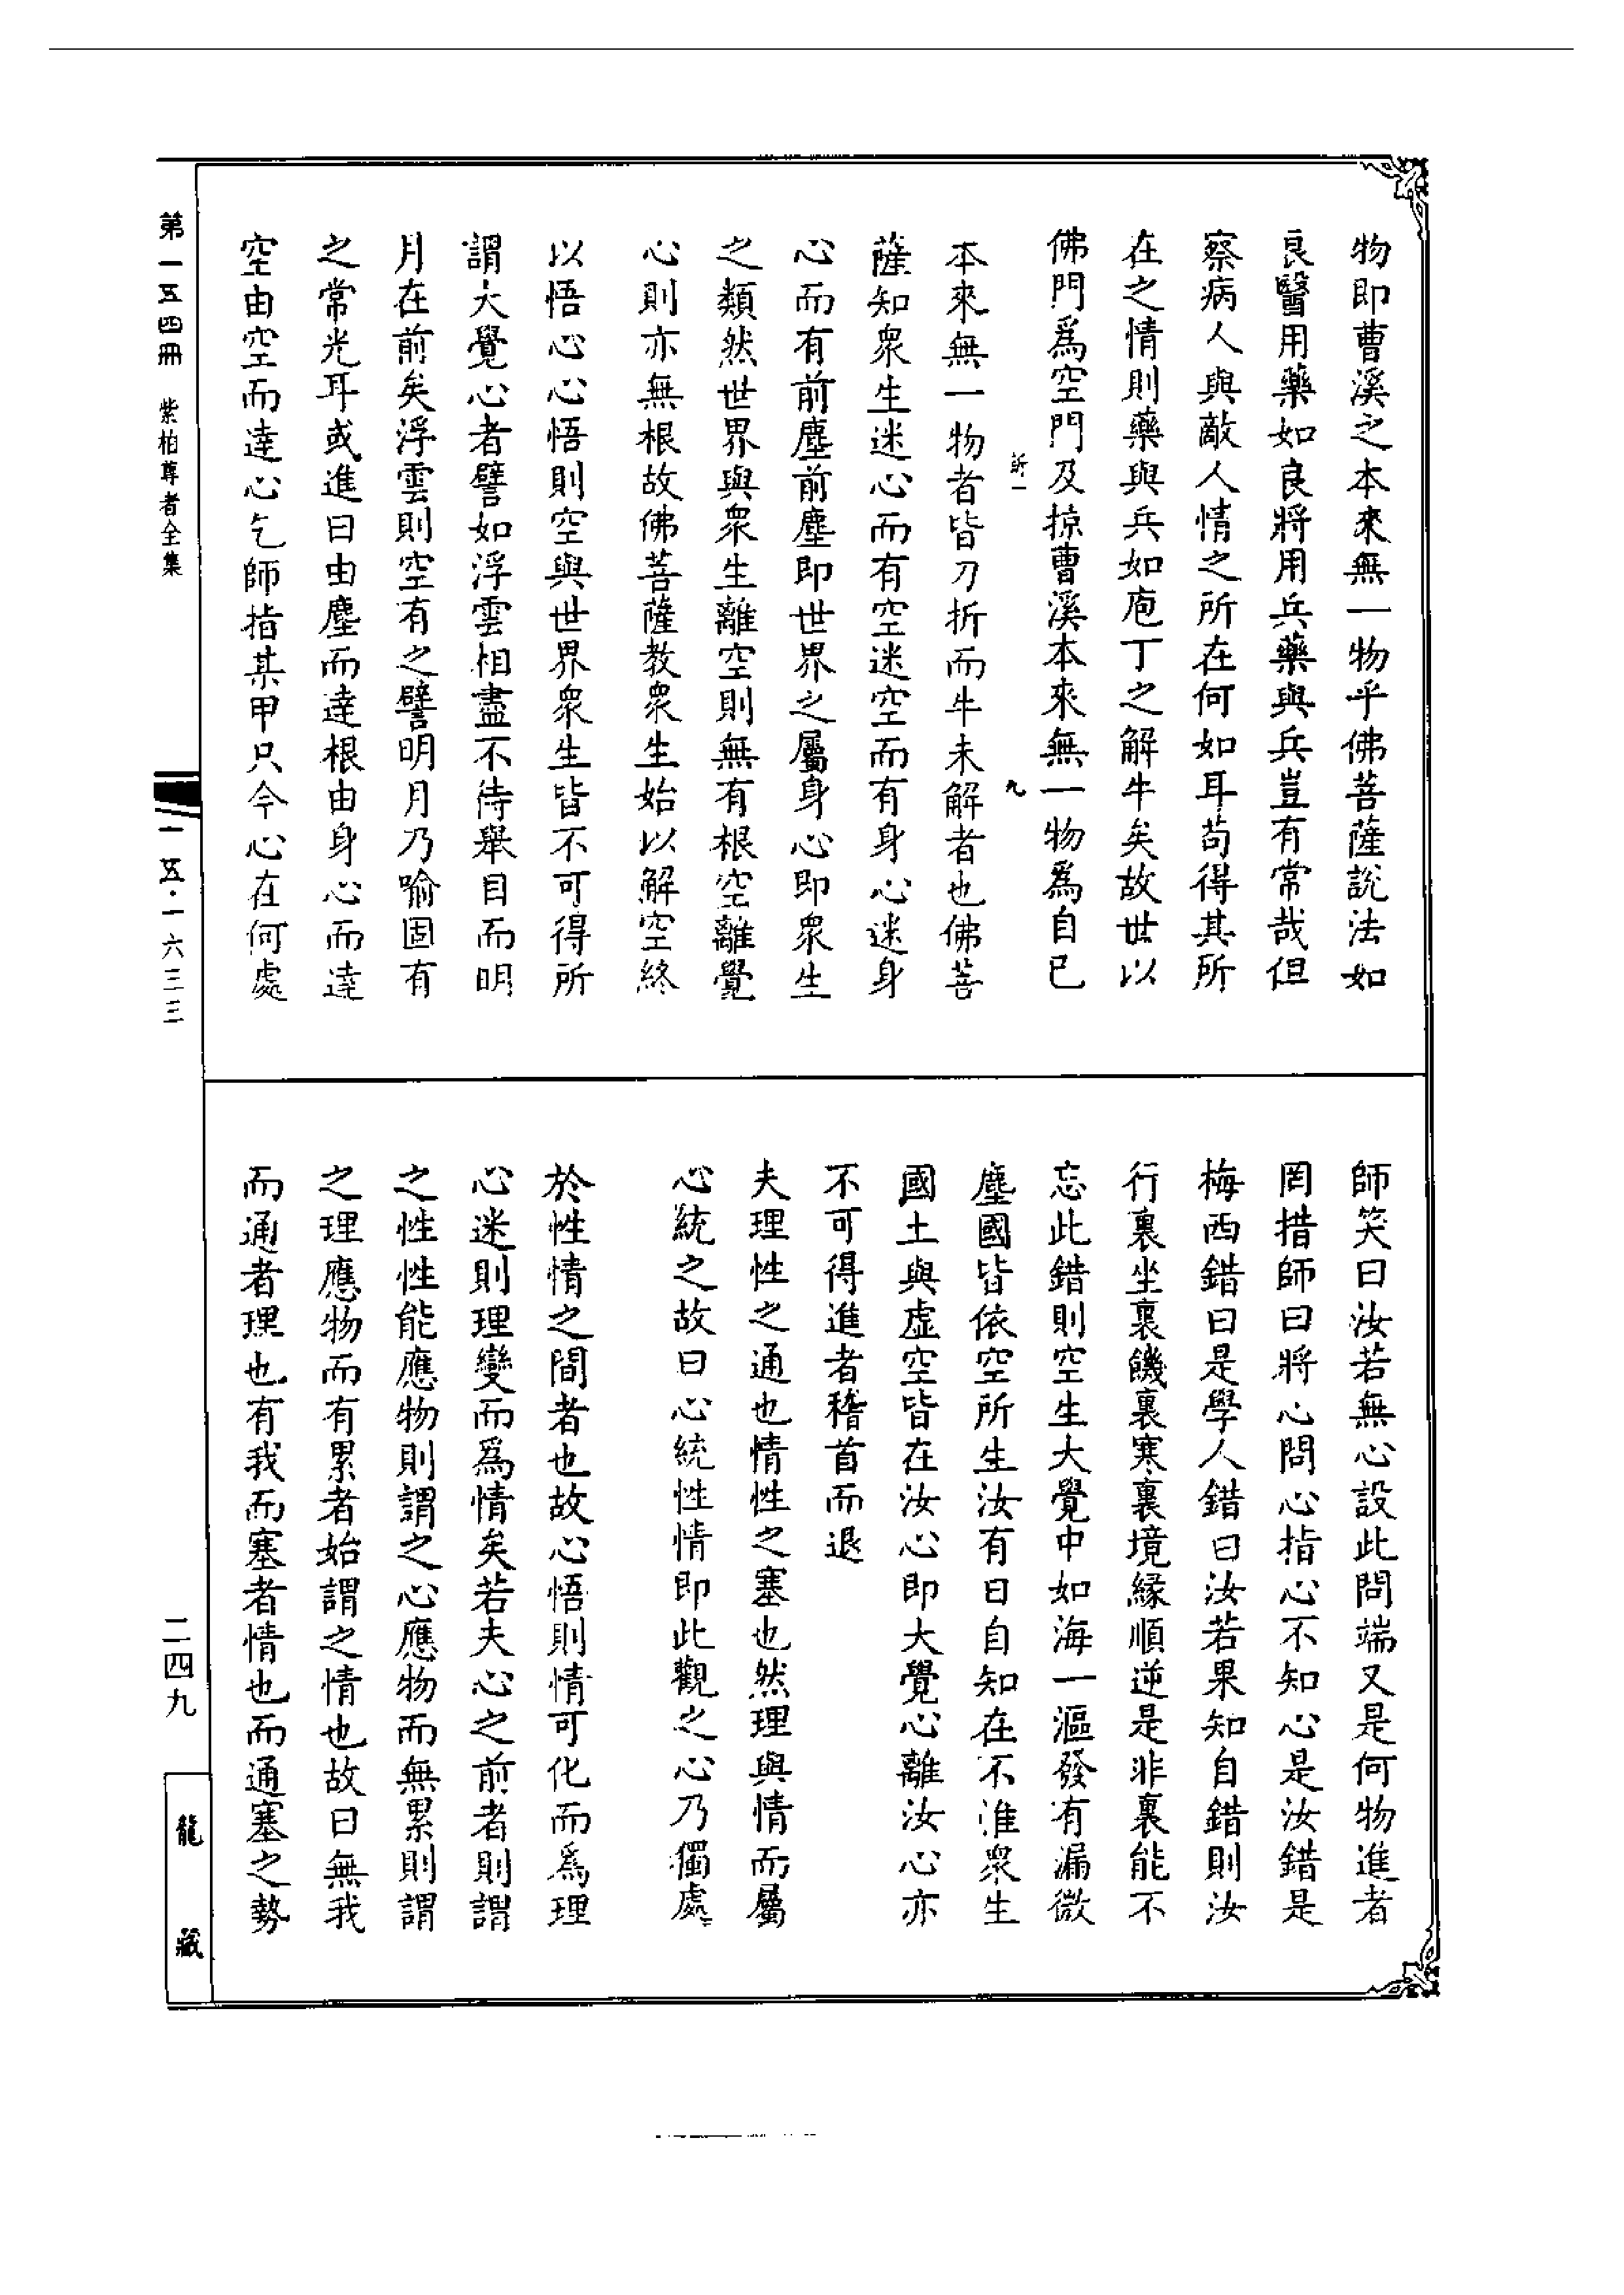 物即曹溪之本來無一物乎佛菩薩說法如
良醫用藥如良將用兵藥與兵豈有常哉但
察病人與敵人情之所在何如耳苟得其所
在之情則藥與兵如庖丁之解牛矣故世以
佛門爲空門及掠曹溪本來無一物爲自已
九
本來無一物者皆刀折而牛未解者也佛菩
薩知衆生迷心而有空迷空而有身心迷身
心而有前塵前塵即世界之屬身心即衆生
之類然世界與衆生離空則無有根空離覺
心則亦無根故佛菩薩教衆生始以解空終
以悟心心悟則空與世界衆生皆不可得所
謂大覺心者譬如浮雲相盡不待舉目而明
月在前矣浮雲則空有之譬明月乃喻固有
之常光耳或進曰由塵而達根由身心而達
空由空而達心乞師指某甲只今心在何處
師笑曰汝若無心設此問端又是何物進者
罔措師曰將心問心指心不知心是汝錯是
梅西錯曰是學人錯曰汝若果知自錯則汝
行裏坐裏饑裏寒裏境緣順逆是非裏能不
忘此錯則空生大覺中如海一漚發有漏微
塵國皆依空所生汝有日自知在不惟衆生
國土與虛空皆在汝心即大覺心離汝心亦
不可得進者稽首而退
夫理性之通也情性之塞也然理與情而屬
心統之故曰心統性情即此觀之心乃獨處
於性情之間者也故心悟則情可化而爲理
心迷則理變而爲情矣若夫心之前者則謂
之性性能應物則謂之心應物而無累則謂
之理應物而有累者始謂之情也故曰無我
而通者理也有我而塞者情也而通塞之勢
第一五四冊 紫柏尊者全集
一五·一六三三
二四九
龍藏